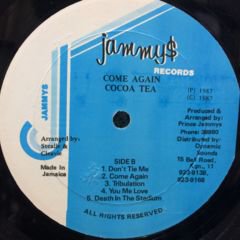 jammy$
RECORDS
JAMMYS
COME AGAIN
COCOA TEA
(P) 1987
(C) 1987
Produced &
Arranged by:
Prince Jammys
Phone: 38880
Distributed By:
Dynamic
Sounds
15 Bell Road,
Kgn., 11
923-9138,
923-9168
Arranged by:
Steelie &
Cleevie
Made In
Jamaica
SIDE B
1. Don't Tie Me
2. Come Again
3. Tribulation
4. You Me Love
5. Death In The Stadium
ALL RIGHTS RESERVED